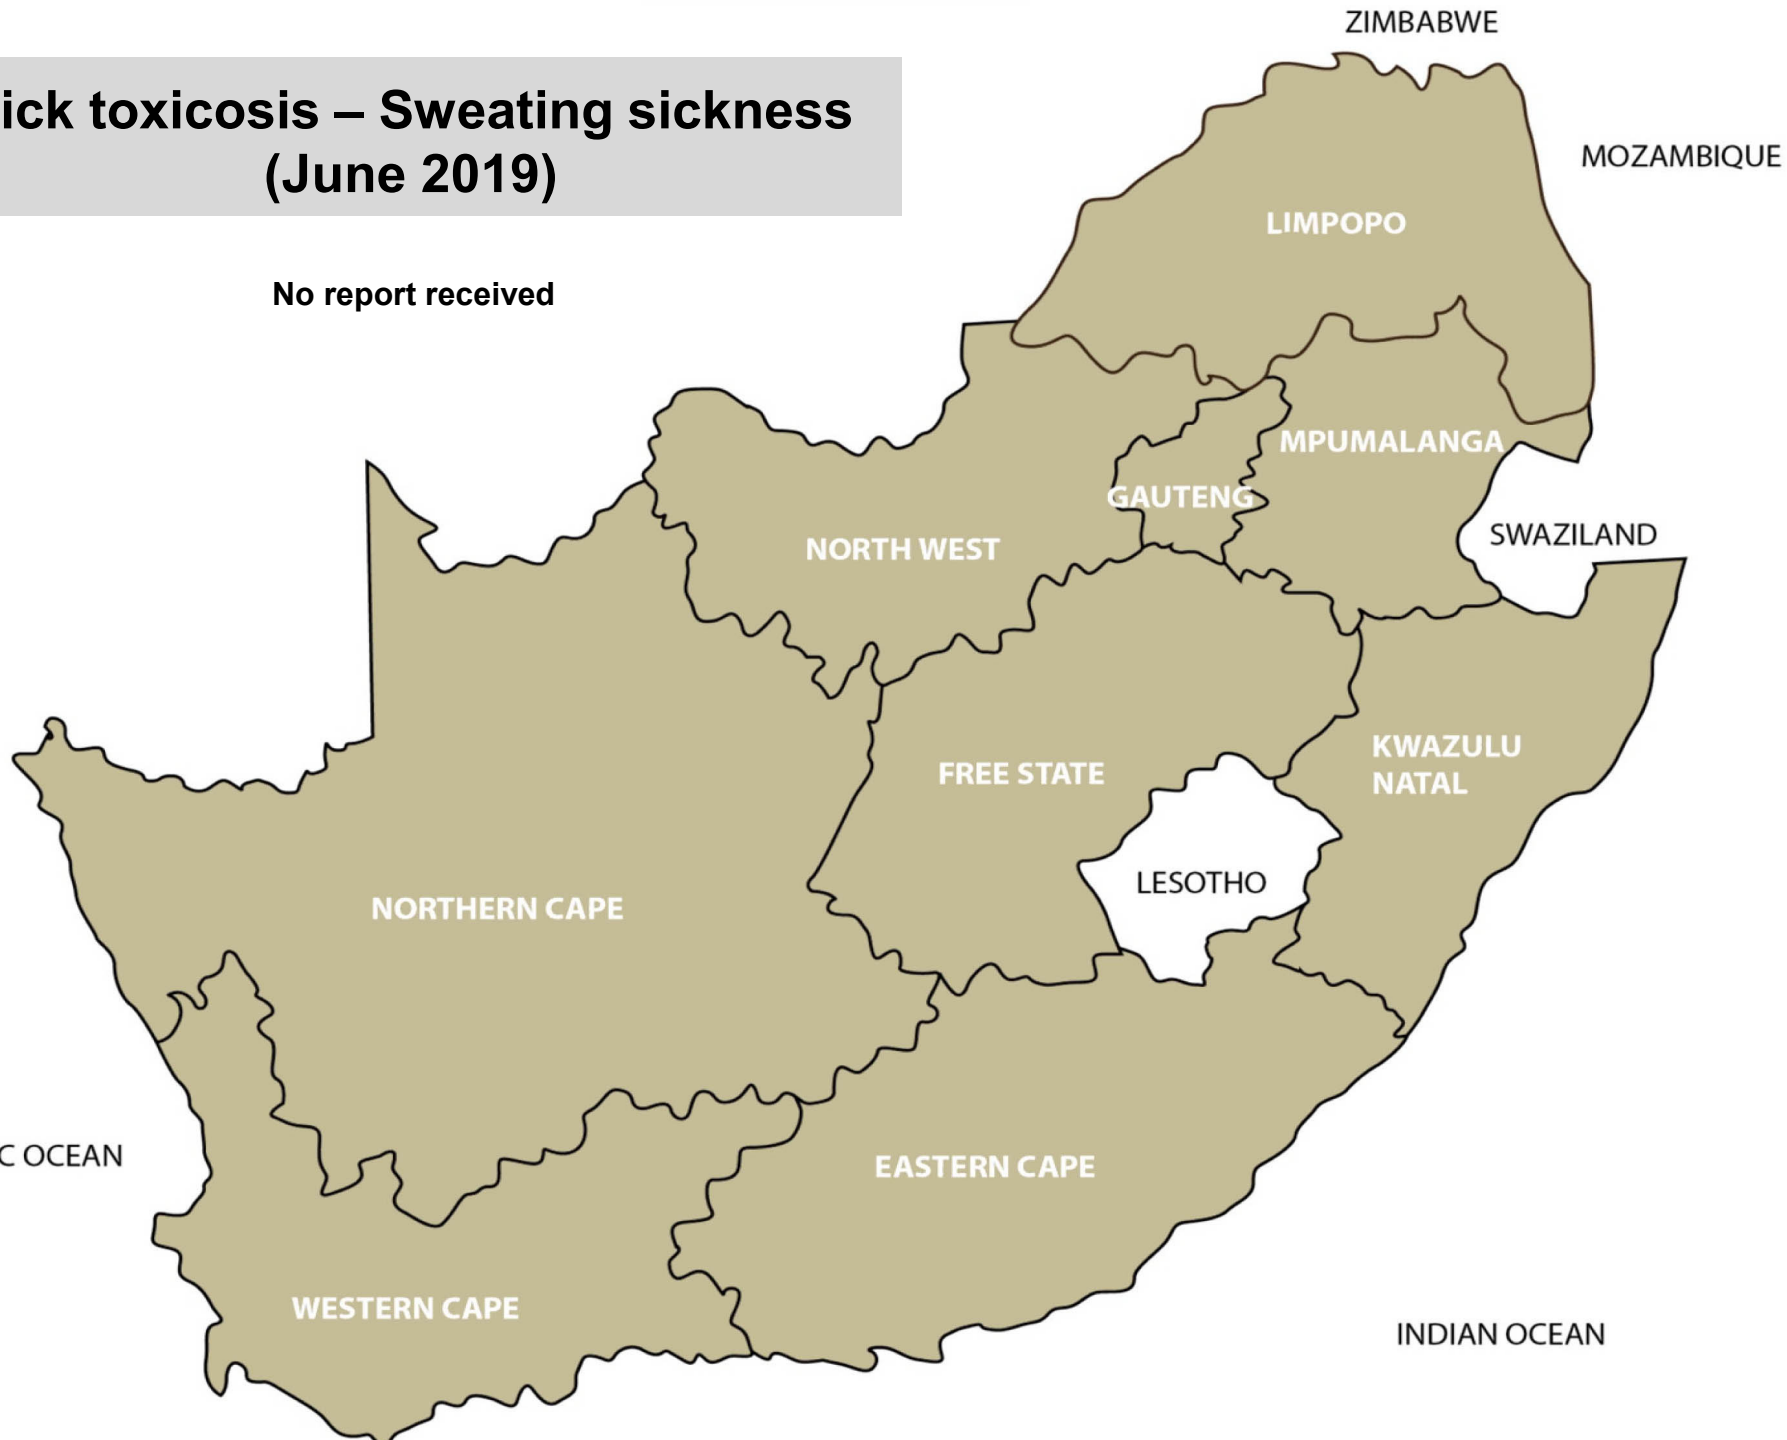 ZIMBABWE
ick toxicosis – Sweating sickness
(June 2019)
MOZAMBIQUE
LIMPOPO
No report received
MPUMALANGA
GAUTENG
SWAZILAND
NORTH WEST
KWAZULU
NATAL
FREE STATE
LESOTHO
NORTHERN CAPE
C OCEAN
EASTERN CAPE
WESTERN CAPE
INDIAN OCEAN